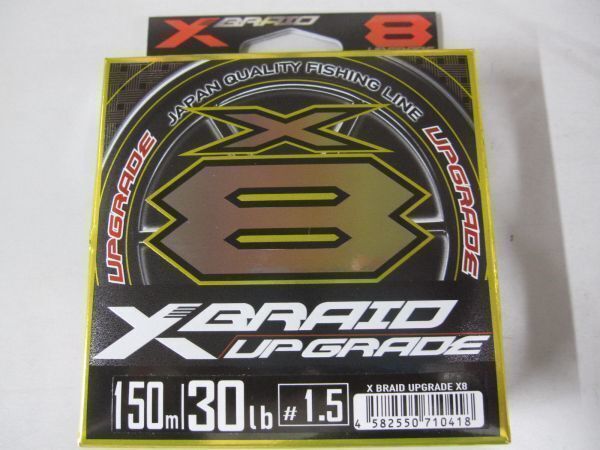 X BRAID 8
UPGRADE
JAPAN QUALITY FISHING LINE
UPGRADE
UPGRADE
X
8
X BRAID
UPGRADE
150m 30lb #1.5
X BRAID UPGRADE X8
4 582550 710418